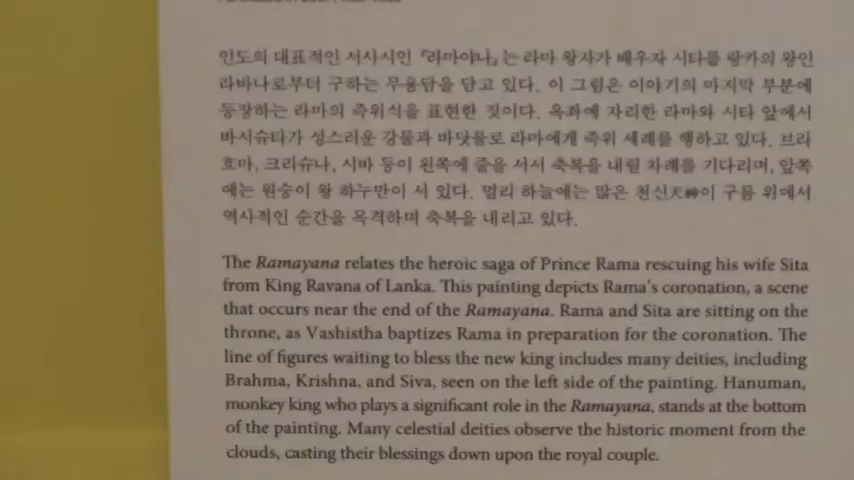 인도의 대표적인 서사시인 『라마야나』는 라마 왕자가 배우자 시타를 랑카의 왕인
라바나로부터 구하는 무용담을 담고 있다. 이 그림은 이야기의 마지막 부분에
등장하는 라마의 즉위식을 표현한 것이다. 옥좌에 자리한 라마와 시타 앞에서
바시슈타가 성스러운 강물과 바닷물로 라마에게 즉위 세례를 행하고 있다. 브라
흐마, 크리슈나, 시바 등이 왼쪽에 줄을 서서 축복을 내릴 차례를 기다리며, 앞쪽
에는 원숭이 왕 하누만이 서 있다. 멀리 하늘에는 많은 천신天神이 구름 위에서
역사적인 순간을 목격하며 축복을 내리고 있다.
The Ramayana relates the heroic saga of Prince Rama rescuing his wife Sita
from King Ravana of Lanka. This painting depicts Rama's coronation, a scene
that occurs near the end of the Ramayana. Rama and Sita are sitting on the
throne, as Vashistha baptizes Rama in preparation for the coronation. The
line of figures waiting to bless the new king includes many deities, including
Brahma, Krishna, and Siva, seen on the left side of the painting. Hanuman,
monkey king who plays a significant role in the Ramayana, stands at the bottom
of the painting. Many celestial deities observe the historic moment from the
clouds, casting their blessings down upon the royal couple.